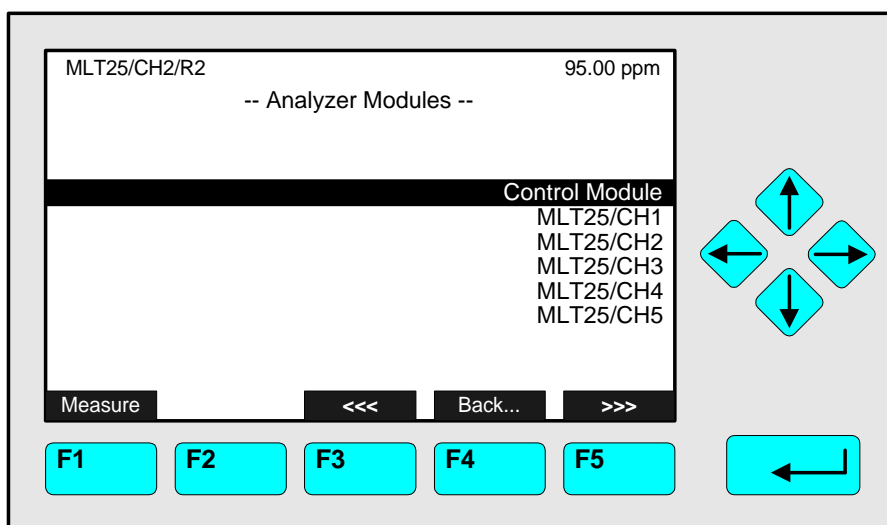 MLT25/CH2/R2 95.00 ppm
-- Analyzer Modules --
Control Module
MLT25/CH1
MLT25/CH2
MLT25/CH3
MLT25/CH4
MLT25/CH5
Measure <<< Back... >>>
F1 F2 F3 F4 F5